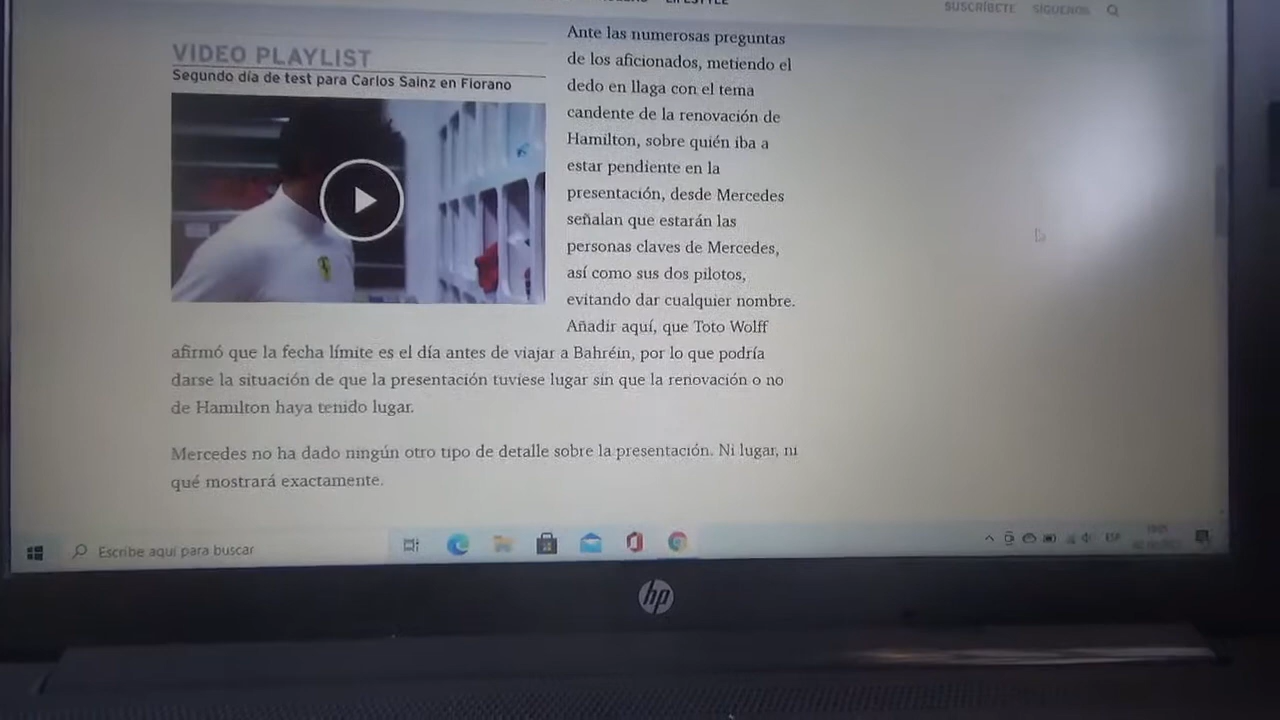 LIFESTYLE
SUSCRÍBCTE SÍGUENOS
VIDEO PLAYLIST
Segundo día de test para Carlos Sainz en Fiorano
Ante las numerosas preguntas
de los aficionados, metiendo el
dedo en llaga con el tema
candente de la renovación de
Hamilton, sobre quién iba a
estar pendiente en la
presentación, desde Mercedes
señalan que estarán las
personas claves de Mercedes,
así como sus dos pilotos,
evitando dar cualquier nombre.
Añadir aquí, que Toto Wolff
afirmó que la fecha límite es el día antes de viajar a Bahréin, por lo que podría
darse la situación de que la presentación tuviese lugar sin que la renovación o no
de Hamilton haya tenido lugar.
Mercedes no ha dado ningún otro tipo de detalle sobre la presentación. Ni lugar, ni
qué mostrará exactamente.
Escribe aquí para buscar
ESP
hp